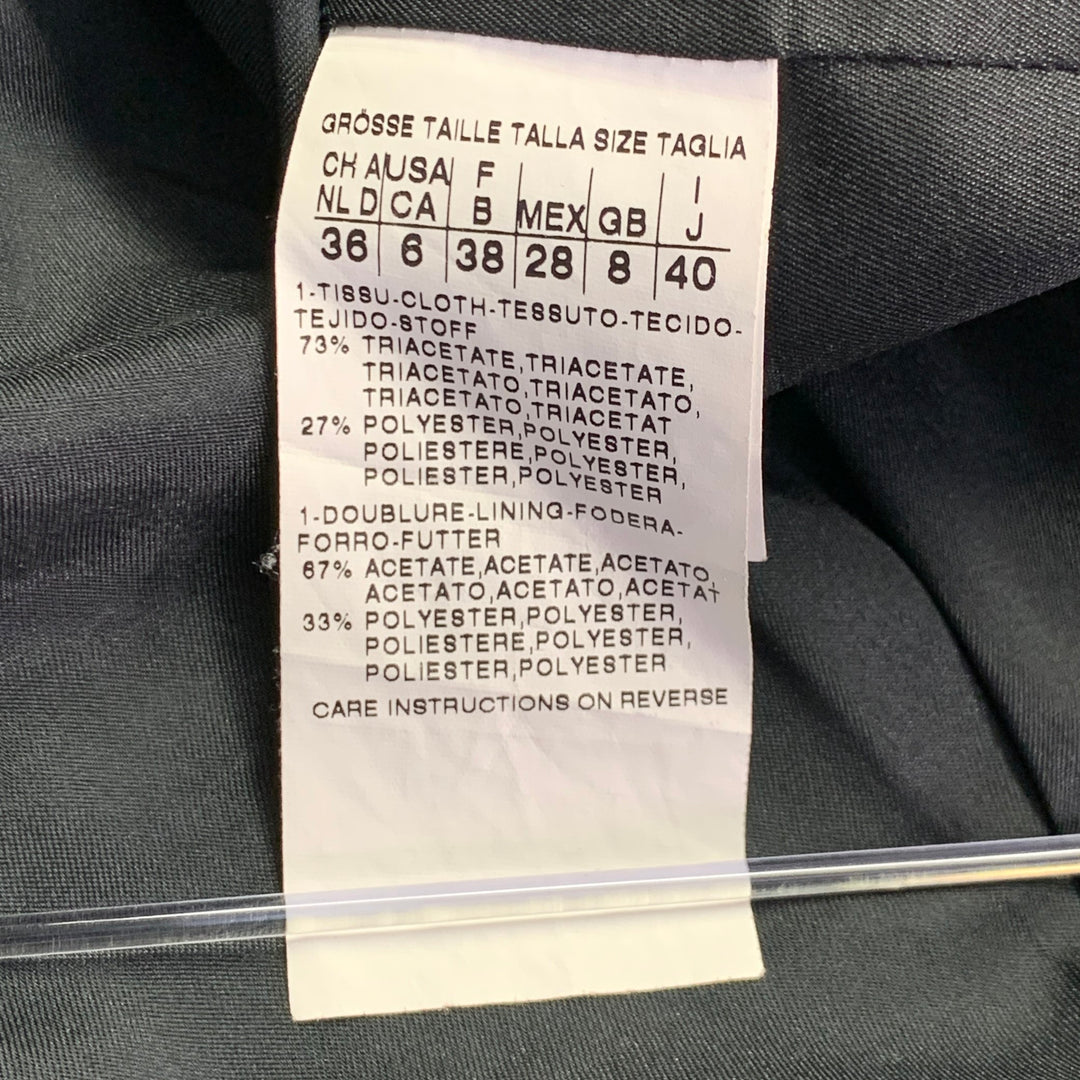 GRÖSSE TAILLE TALLA SIZE TAGLIA
CH A USA F I
NL D CA B MEX GB J
36 6 38 28 8 40
1-TISSU-CLOTH-TESSUTO-TECIDO-
TEJIDO-STOFF
73% TRIACETATE,TRIACETATE,
TRIACETATO,TRIACETATO,
TRIACETATO,TRIACETAT
27% POLYESTER,POLYESTER,
POLIESTERE,POLYESTER,
POLIESTER,POLYESTER
1-DOUBLURE-LINING-FODERA-
FORRO-FUTTER
67% ACETATE,ACETATE,ACETATO,
ACETATO,ACETATO,ACETAT
33% POLYESTER,POLYESTER,
POLIESTERE,POLYESTER,
POLIESTER,POLYESTER
CARE INSTRUCTIONS ON REVERSE